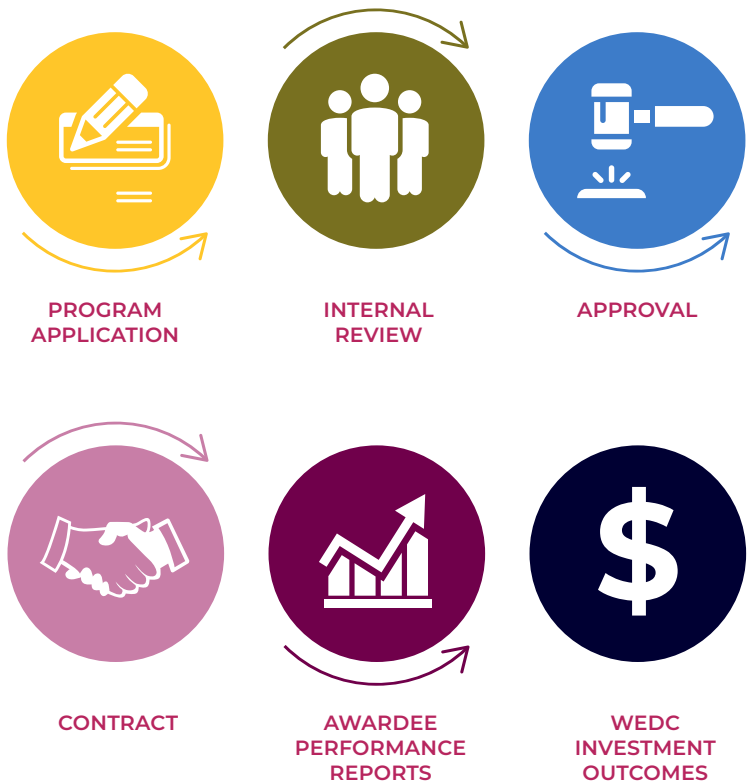 PROGRAM
APPLICATION
INTERNAL
REVIEW
APPROVAL
CONTRACT
AWARDEE
PERFORMANCE
REPORTS
$
WEDC
INVESTMENT
OUTCOMES